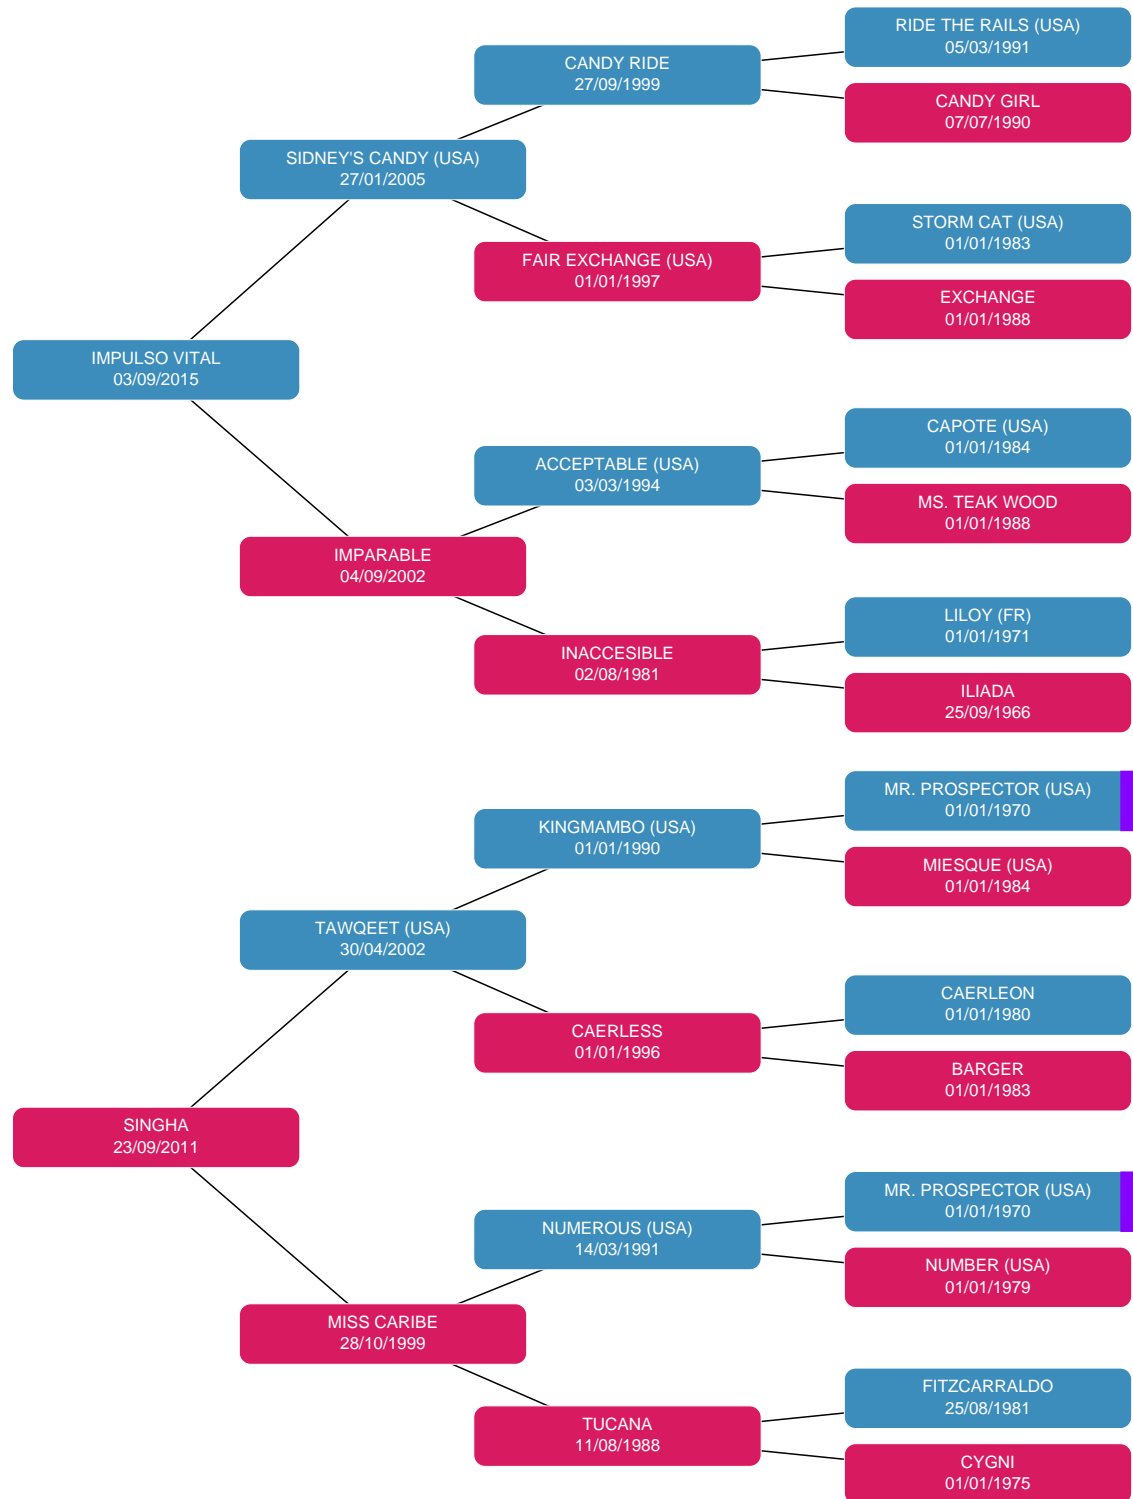 RIDE THE RAILS (USA)
05/03/1991
CANDY RIDE
27/09/1999
CANDY GIRL
07/07/1990
SIDNEY'S CANDY (USA)
27/01/2005
STORM CAT (USA)
01/01/1983
FAIR EXCHANGE (USA)
01/01/1997
EXCHANGE
01/01/1988
IMPULSO VITAL
03/09/2015
CAPOTE (USA)
01/01/1984
ACCEPTABLE (USA)
03/03/1994
MS. TEAK WOOD
01/01/1988
IMPARABLE
04/09/2002
LILOY (FR)
01/01/1971
INACCESIBLE
02/08/1981
ILIADA
25/09/1966
MR. PROSPECTOR (USA)
01/01/1970
KINGMAMBO (USA)
01/01/1990
MIESQUE (USA)
01/01/1984
TAWQEET (USA)
30/04/2002
CAERLEON
01/01/1980
CAERLESS
01/01/1996
BARGER
01/01/1983
SINGHA
23/09/2011
MR. PROSPECTOR (USA)
01/01/1970
NUMEROUS (USA)
14/03/1991
NUMBER (USA)
01/01/1979
MISS CARIBE
28/10/1999
FITZCARRALDO
25/08/1981
TUCANA
11/08/1988
CYGNI
01/01/1975